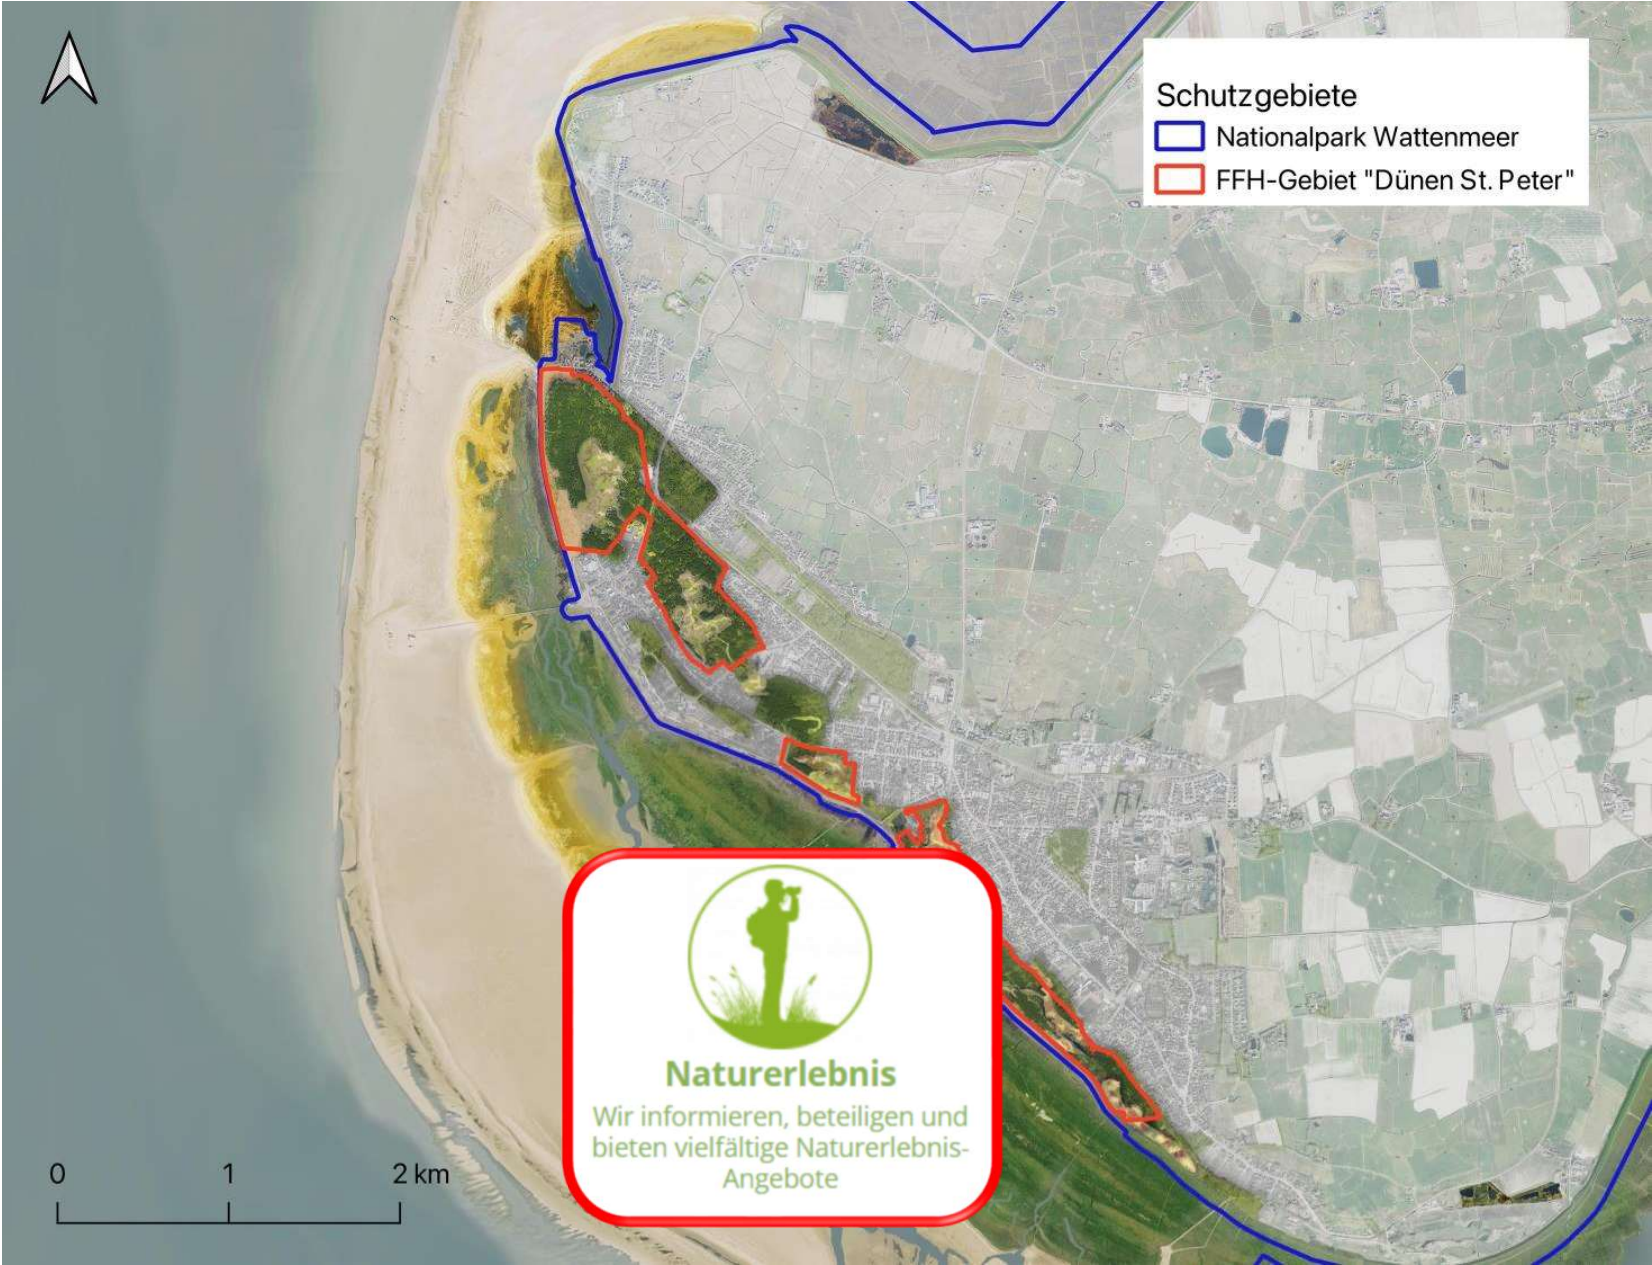 Schutzgebiete
Nationalpark Wattenmeer
FFH-Gebiet "Dünen St. Peter"
Naturerlebnis
Wir informieren, beteiligen und
bieten vielfältige Naturerlebnis-
Angebote
0 1 2 km